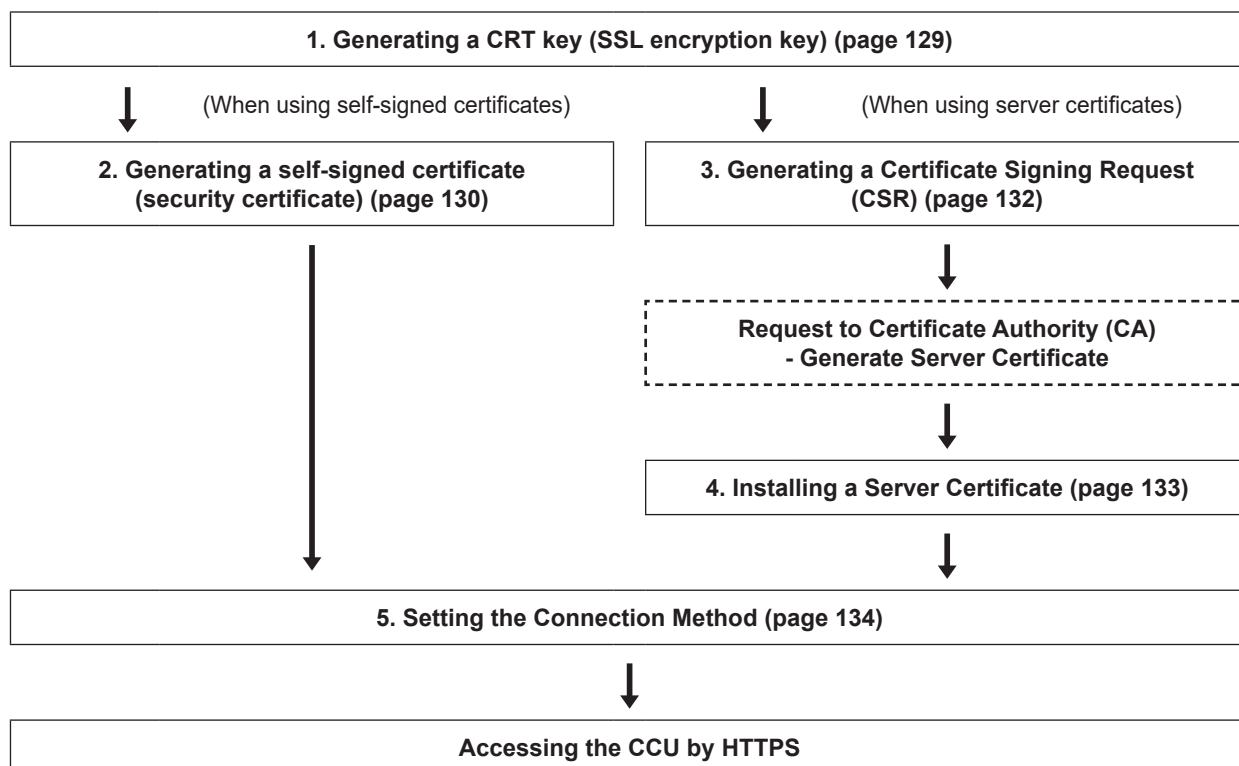 1. Generating a CRT key (SSL encryption key) (page 129)
(When using self-signed certificates)
(When using server certificates)
2. Generating a self-signed certificate
(security certificate) (page 130)
3. Generating a Certificate Signing Request
(CSR) (page 132)
Request to Certificate Authority (CA)
- Generate Server Certificate
4. Installing a Server Certificate (page 133)
5. Setting the Connection Method (page 134)
Accessing the CCU by HTTPS